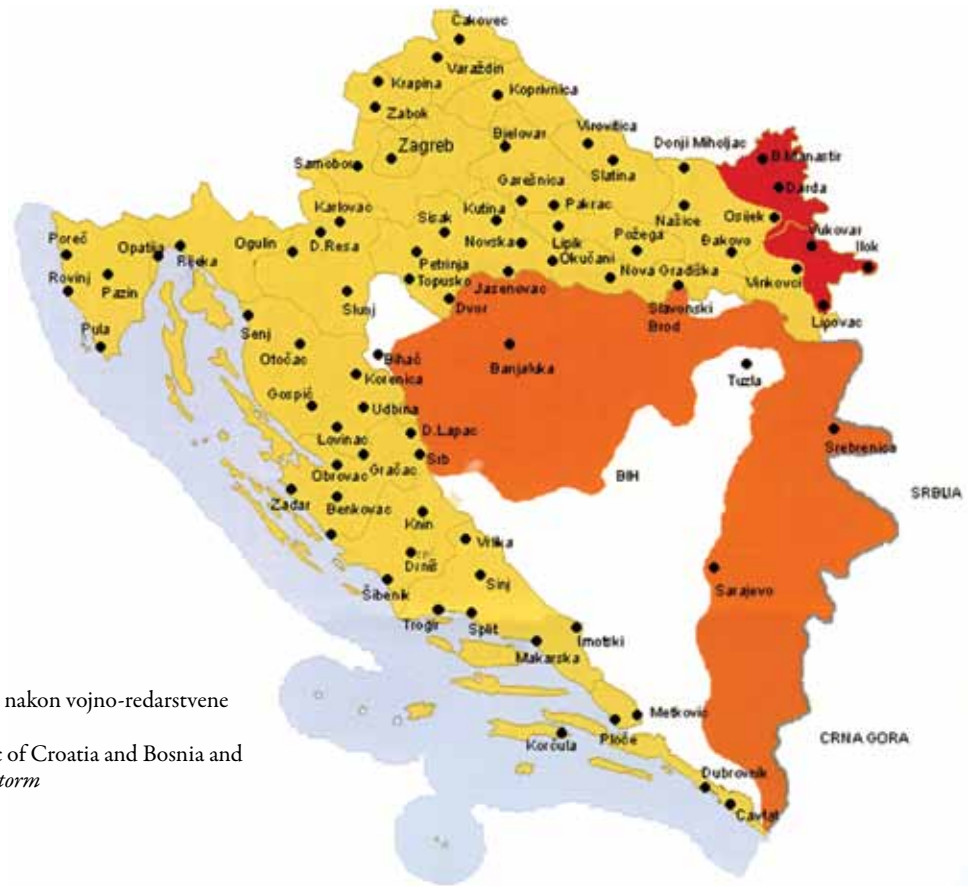 Čakovec
Varaždin
Krapina
Koprivnica
Zabok
Virovitica
Bjelovar
Donji Miholjac
Zagreb
B.Manastir
Samobor
Slatina
Garešnica
Darda
Karlovac
Kutina
Pakrac
Sisak
Našice
Osijek
Poreč
Opatija
Ogulin
D.Resa
Novska
Lipik
Požega
Đakovo
Vukovar
Ilok
Rijeka
Petrinja
Okučani
Rovinj
Pazin
Topusko
Jasenovac
Nova Gradiška
Vinkovci
Slunj
Dvor
Slavonski
Brod
Lipovac
Pula
Senj
Otočac
Bihać
Banjaluka
Korenica
Tuzla
Gospić
Udbina
Lovinac
D.Lapac
Srebrenica
Gračac
Srb
Obrovac
BIH
SRBIJA
Zadar
Benkovac
Knin
Vrlika
Drniš
Sinj
Sarajevo
Šibenik
Trogir
Split
Imotski
Makarska
nakon vojno-redarstvene
Metković
Ploče
Korčula
CRNA GORA
of Croatia and Bosnia and
torm
Dubrovnik
Cavtat